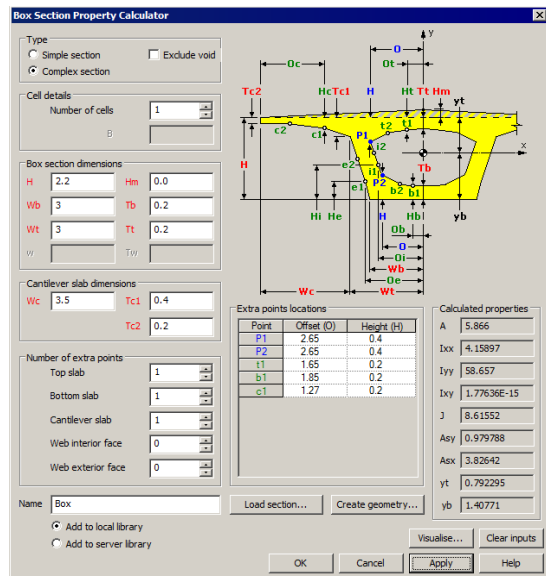 Box Section Property Calculator
Type
Simple section Exclude void
Complex section
Cell details
Number of cells 1
B
Box section dimensions
H 2.2 Hm 0.0
Wb 3 Tb 0.2
Wt 3 Tt 0.2
w Tw
Cantilever slab dimensions
Wc 3.5 Tc1 0.4
Tc2 0.2
Number of extra points
Top slab 1
Bottom slab 1
Cantilever slab 1
Web interior face 0
Web exterior face 0
Name Box
Add to local library
Add to server library
y
O
Oc Ot
Tc2 Hc Tc1 H Ht Tt Hm
yt
c2 c1 P1 t2 t1
x
H i2
e2 i1 Tb
P2
e1 b2 b1 yb
Hi He H Hb
Ob
O
Oi
Wb
Oe
Wc Wt
Extra points locations
Point Offset (O) Height (H)
P1 2.65 0.4
P2 2.65 0.4
t1 1.65 0.2
b1 1.85 0.2
c1 1.27 0.2
Calculated properties
A 5.866
Ixx 4.15897
Iyy 58.657
Ixy 1.77636E-15
J 8.61552
Asy 0.979788
Asx 3.82642
yt 0.792295
yb 1.40771
Load section... Create geometry...
Visualise... Clear inputs
OK Cancel Apply Help